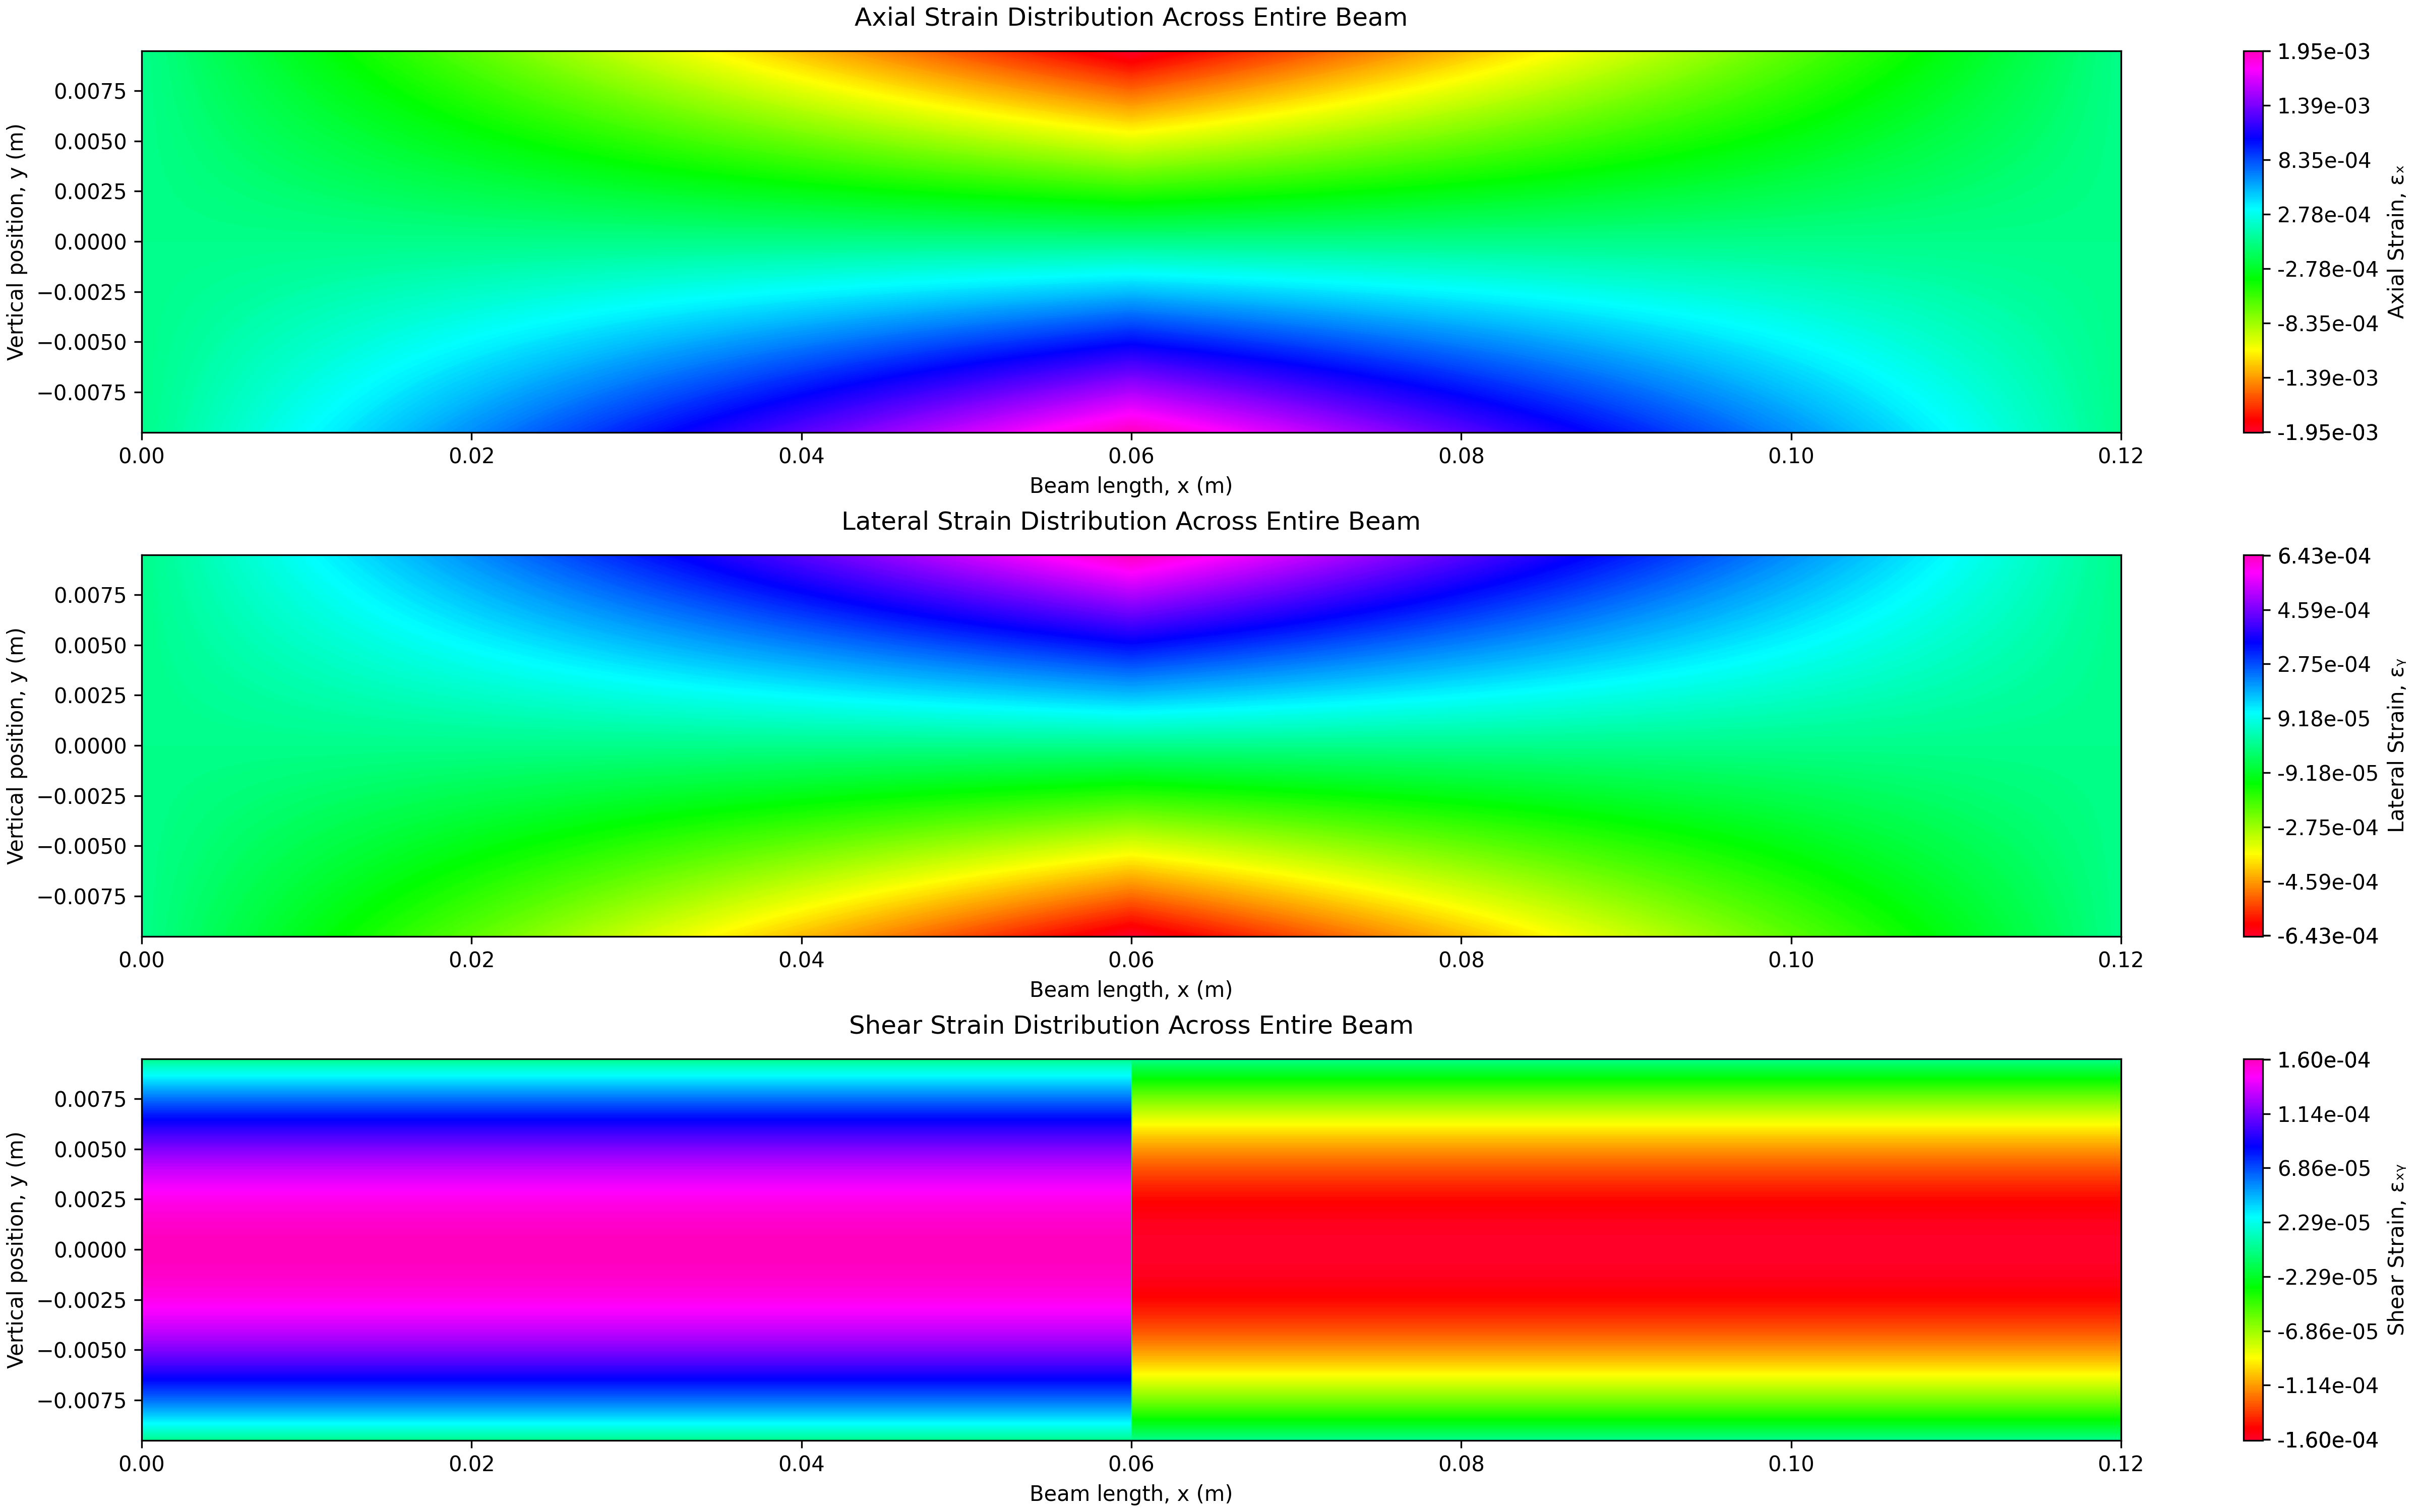 Axial Strain Distribution Across Entire Beam
Vertical position, y (m)
0.0075
0.0050
0.0025
0.0000
−0.0025
−0.0050
−0.0075
0.00 0.02 0.04 0.06 0.08 0.10 0.12
Beam length, x (m)
1.95e-03
1.39e-03
8.35e-04
2.78e-04
-2.78e-04
-8.35e-04
-1.39e-03
-1.95e-03
Axial Strain, εₓ
Lateral Strain Distribution Across Entire Beam
Vertical position, y (m)
0.0075
0.0050
0.0025
0.0000
−0.0025
−0.0050
−0.0075
0.00 0.02 0.04 0.06 0.08 0.10 0.12
Beam length, x (m)
6.43e-04
4.59e-04
2.75e-04
9.18e-05
-9.18e-05
-2.75e-04
-4.59e-04
-6.43e-04
Lateral Strain, εᵧ
Shear Strain Distribution Across Entire Beam
Vertical position, y (m)
0.0075
0.0050
0.0025
0.0000
−0.0025
−0.0050
−0.0075
0.00 0.02 0.04 0.06 0.08 0.10 0.12
Beam length, x (m)
1.60e-04
1.14e-04
6.86e-05
2.29e-05
-2.29e-05
-6.86e-05
-1.14e-04
-1.60e-04
Shear Strain, εₓᵧ